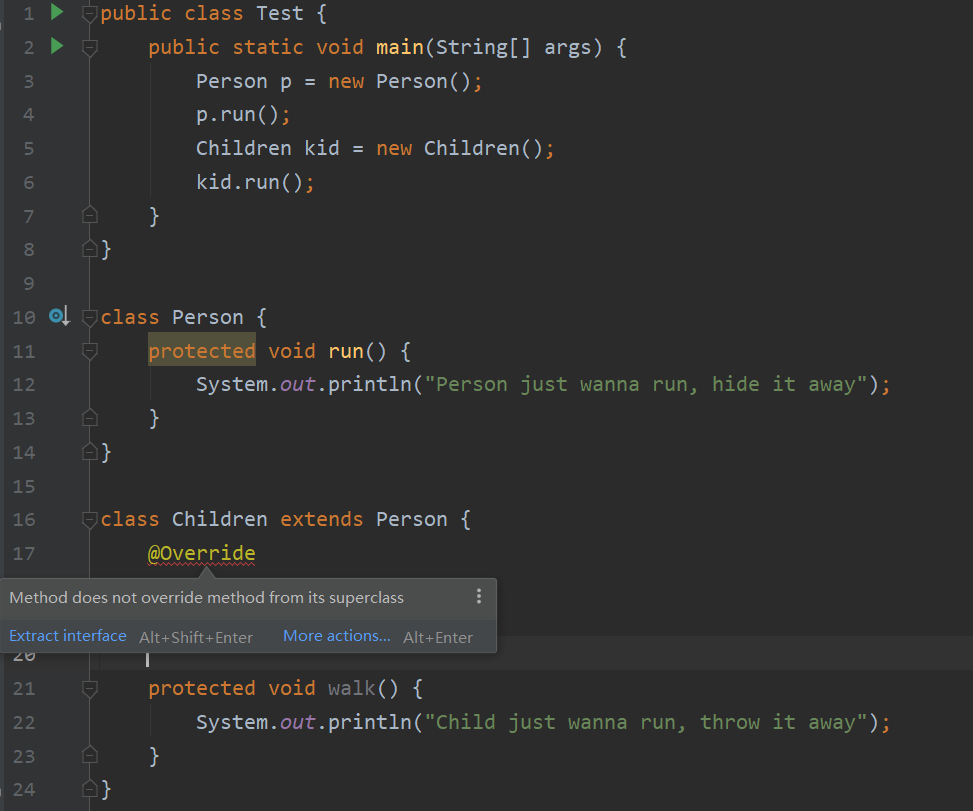 1 public class Test {
2 public static void main(String[] args) {
3 Person p = new Person();
4 p.run();
5 Children kid = new Children();
6 kid.run();
7 }
8 }
9
10 class Person {
11 protected void run() {
12 System.out.println("Person just wanna run, hide it away");
13 }
14 }
15
16 class Children extends Person {
17 @Override
Method does not override method from its superclass
Extract interface Alt+Shift+Enter More actions... Alt+Enter
20
21 protected void walk() {
22 System.out.println("Child just wanna run, throw it away");
23 }
24 }